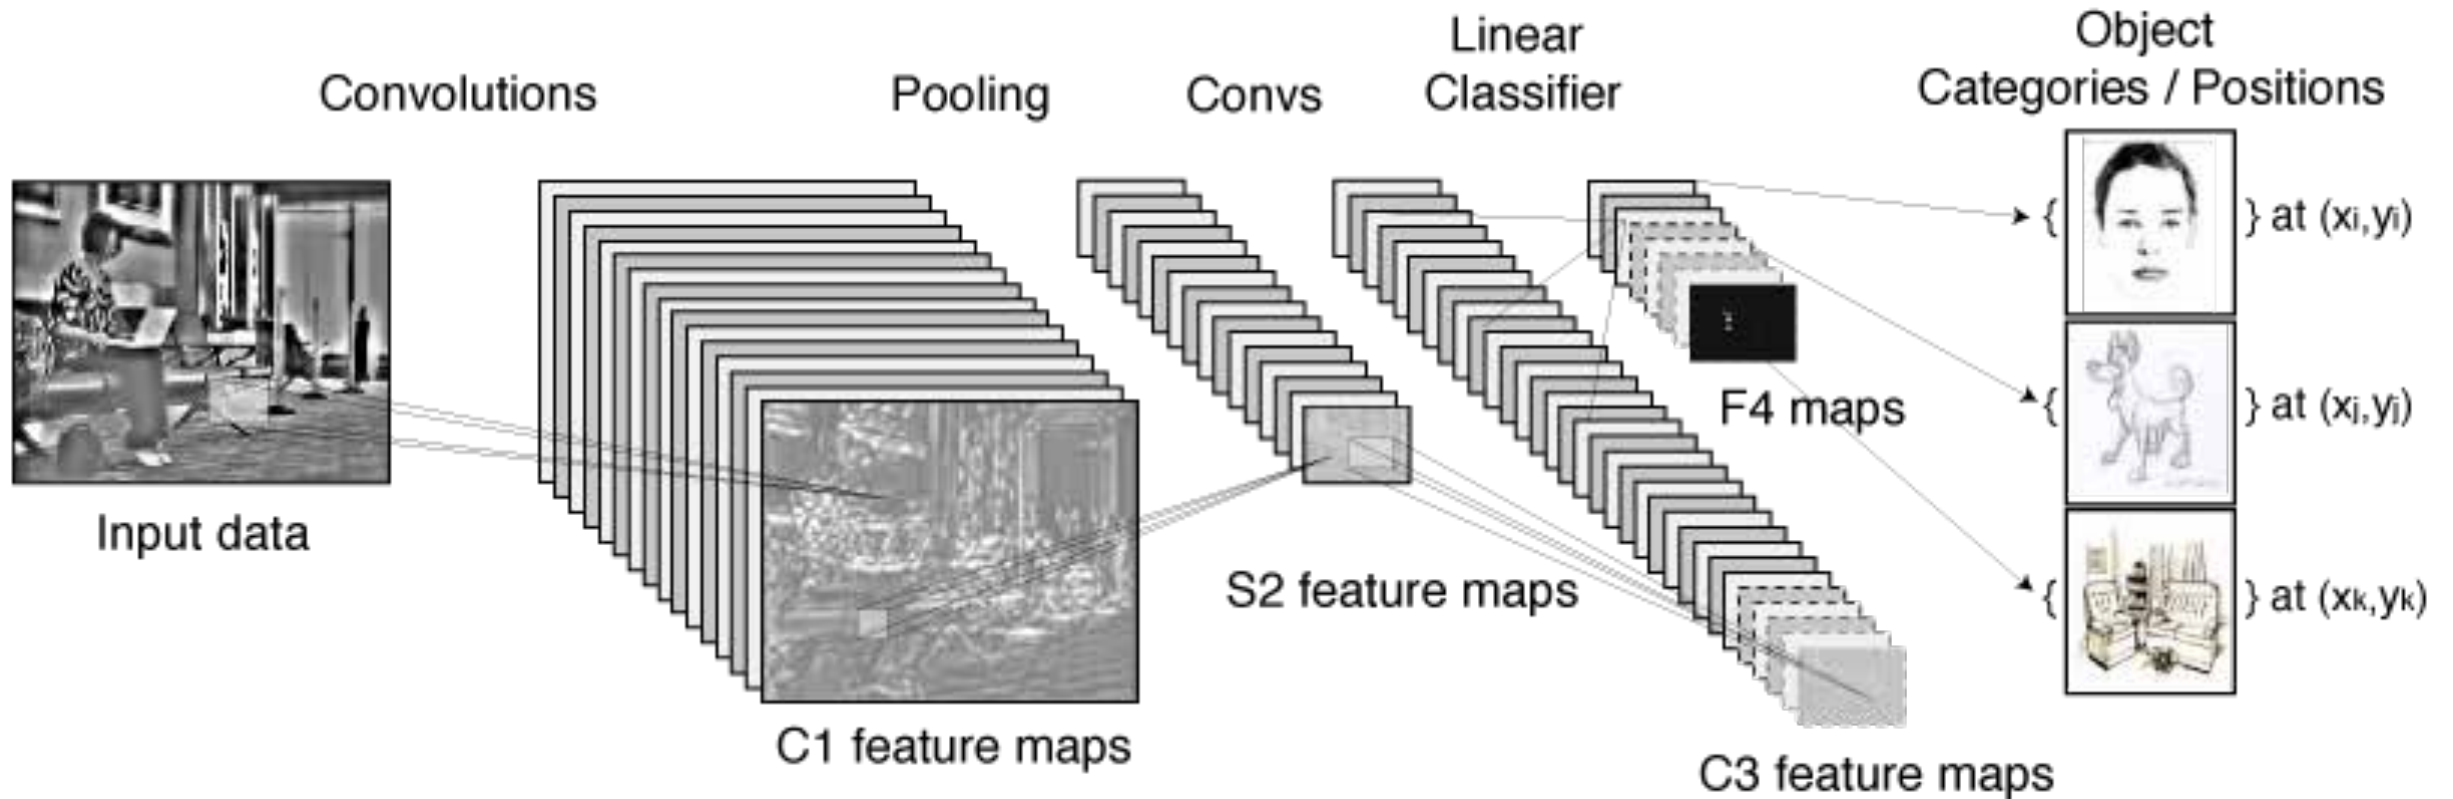 Convolutions
Pooling
Convs
Linear
Classifier
Object
Categories / Positions
Input data
C1 feature maps
S2 feature maps
C3 feature maps
F4 maps
{ } at (xi,yi)
{ } at (xj,yj)
{ } at (xk,yk)